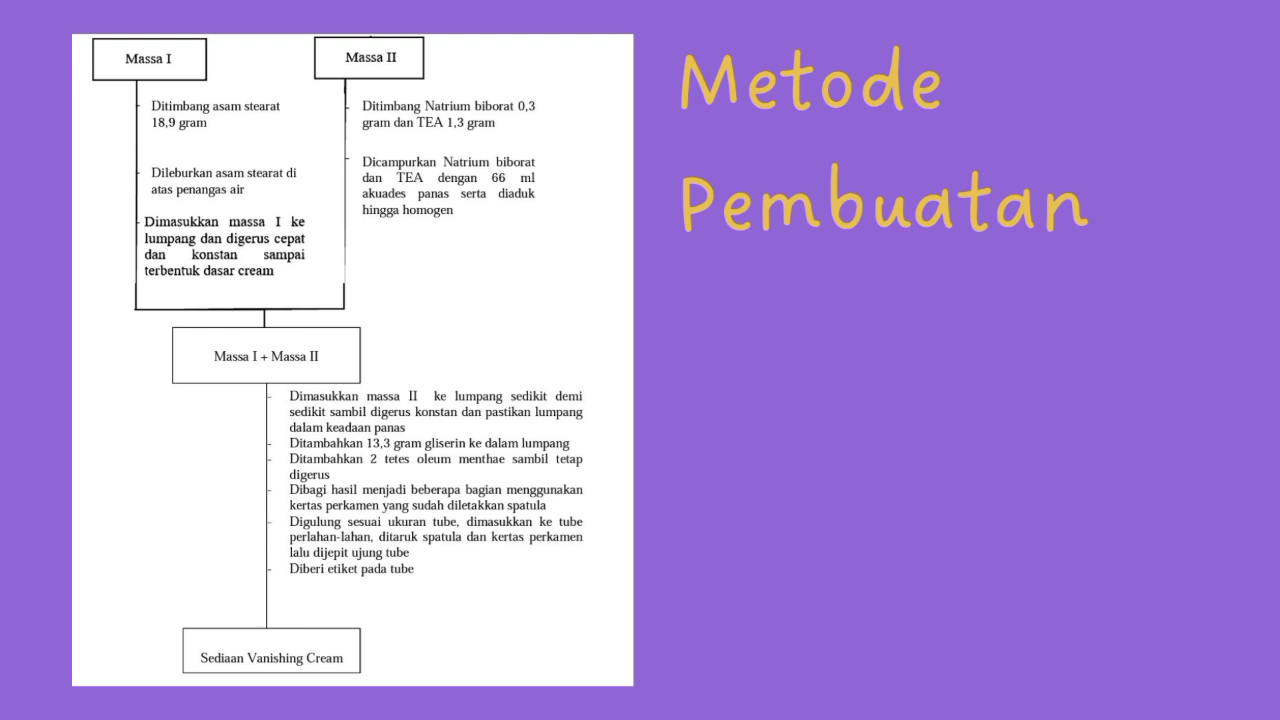 Metode
Pembuatan
Massa I
Ditimbang asam stearat
18,9 gram
Dileburkan asam stearat di
atas penangas air
Dimasukkan massa I ke
lumpang dan digerus cepat
dan konstan sampai
terbentuk dasar cream
Massa II
Ditimbang Natrium biborat 0,3
gram dan TEA 1,3 gram
Dicampurkan Natrium biborat
dan TEA dengan 66 ml
akuades panas serta diaduk
hingga homogen
Massa I + Massa II
- Dimasukkan massa II ke lumpang sedikit demi
sedikit sambil digerus konstan dan pastikan lumpang
dalam keadaan panas
- Ditambahkan 13,3 gram gliserin ke dalam lumpang
- Ditambahkan 2 tetes oleum menthae sambil tetap
digerus
- Dibagi hasil menjadi beberapa bagian menggunakan
kertas perkamen yang sudah diletakkan spatula
- Digulung sesuai ukuran tube, dimasukkan ke tube
perlahan-lahan, ditaruk spatula dan kertas perkamen
lalu dijepit ujung tube
- Diberi etiket pada tube
Sediaan Vanishing Cream